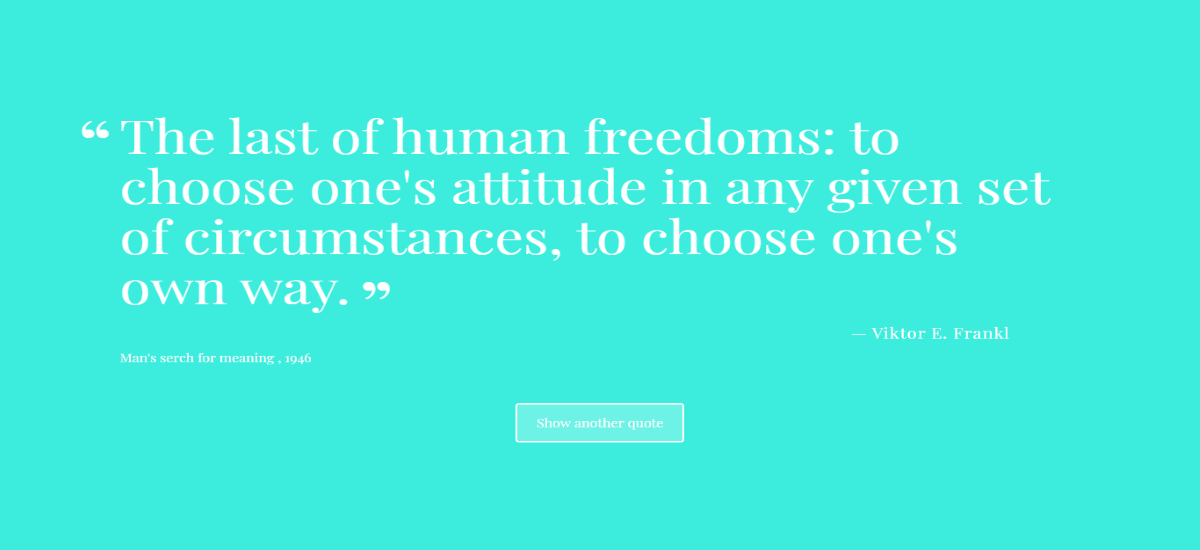 “ The last of human freedoms: to
choose one's attitude in any given set
of circumstances, to choose one's
own way. ”
— Viktor E. Frankl
Man's serch for meaning , 1946
Show another quote